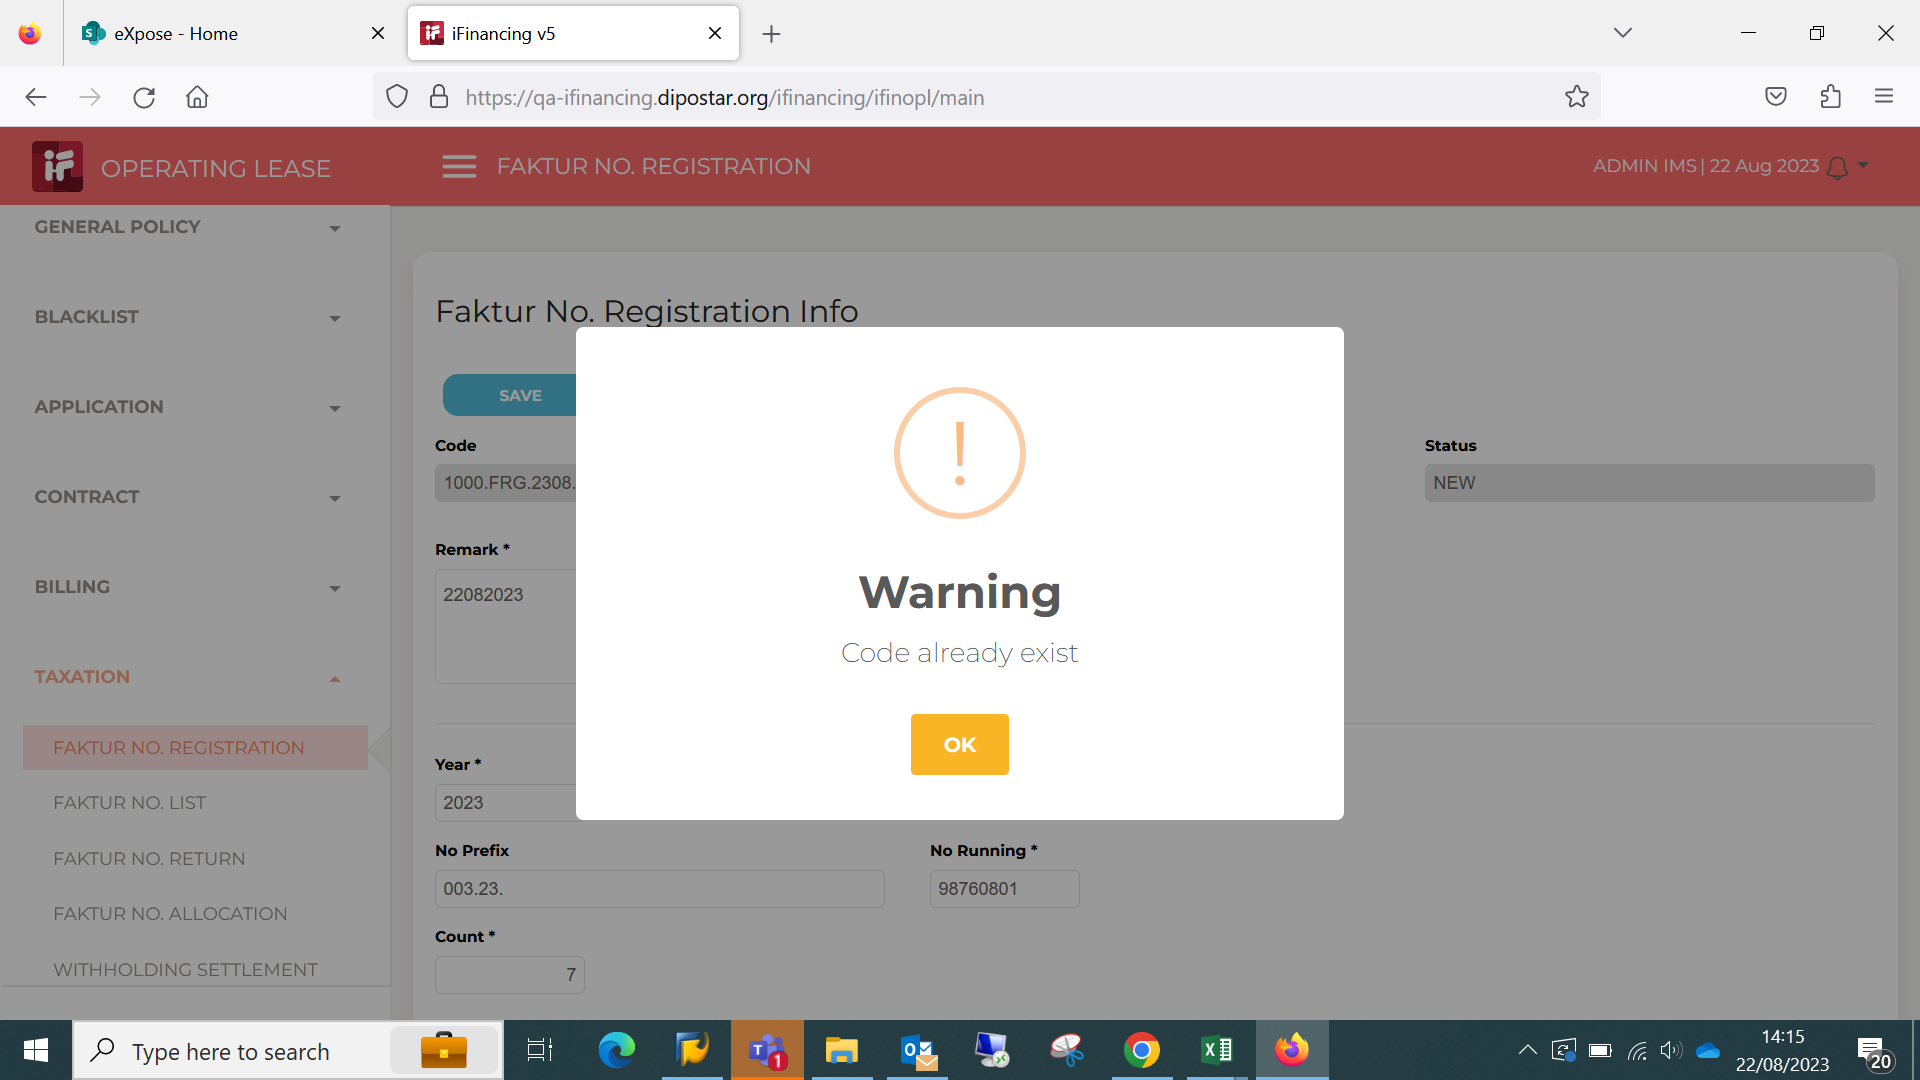 eXpose - Home
iFinancing v5
https://qa-ifinancing.dipostar.org/ifinancing/ifinopl/main
iF OPERATING LEASE
FAKTUR NO. REGISTRATION
ADMIN IMS | 22 Aug 2023
GENERAL POLICY
BLACKLIST
APPLICATION
CONTRACT
BILLING
TAXATION
FAKTUR NO. REGISTRATION
FAKTUR NO. LIST
FAKTUR NO. RETURN
FAKTUR NO. ALLOCATION
WITHHOLDING SETTLEMENT
Faktur No. Registration Info
SAVE
Code
Status
1000.FRG.2308.
NEW
Remark *
22082023
Warning
Code already exist
OK
Year *
2023
No Prefix
No Running *
003.23.
98760801
Count *
7
Type here to search
1
14:15
22/08/2023
20